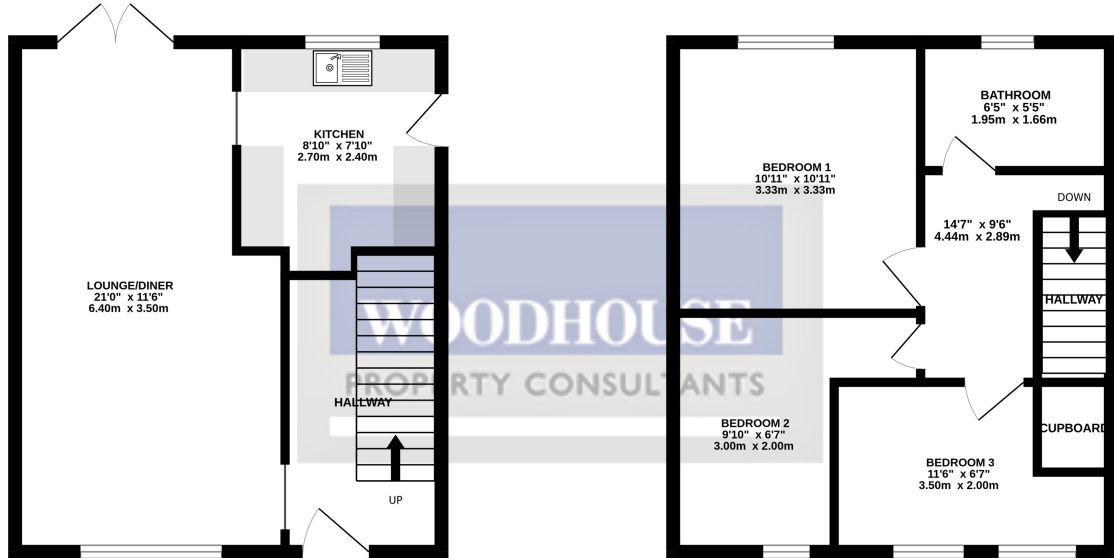 KITCHEN
8'10" x 7'10"
2.70m x 2.40m
LOUNGE/DINER
21'0" x 11'6"
6.40m x 3.50m
HALLWAY
UP
BATHROOM
6'5" x 5'5"
1.95m x 1.66m
BEDROOM 1
10'11" x 10'11"
3.33m x 3.33m
DOWN
14'7" x 9'6"
4.44m x 2.89m
HALLWAY
BEDROOM 2
9'10" x 6'7"
3.00m x 2.00m
CUPBOARD
BEDROOM 3
11'6" x 6'7"
3.50m x 2.00m
WOODHOUSE
PROPERTY CONSULTANTS